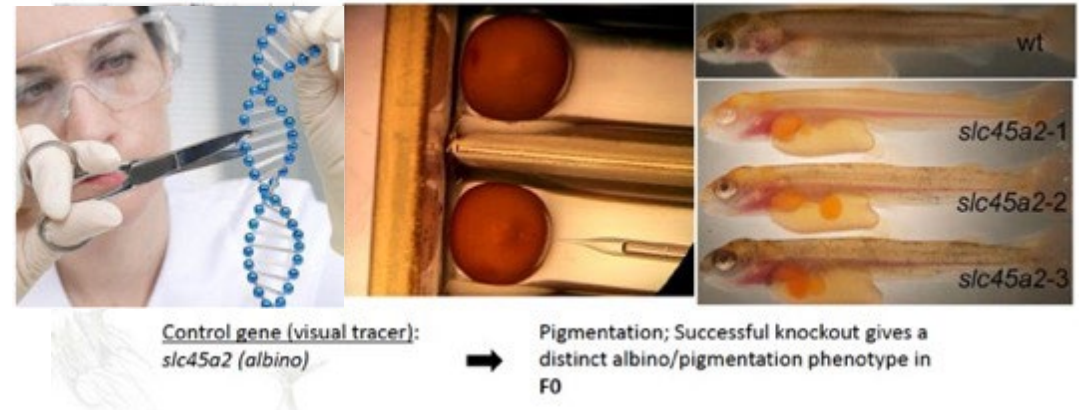 wt
slc45a2-1
slc45a2-2
slc45a2-3
Control gene (visual tracer):
slc45a2 (albino)
Pigmentation; Successful knockout gives a
distinct albino/pigmentation phenotype in
F0